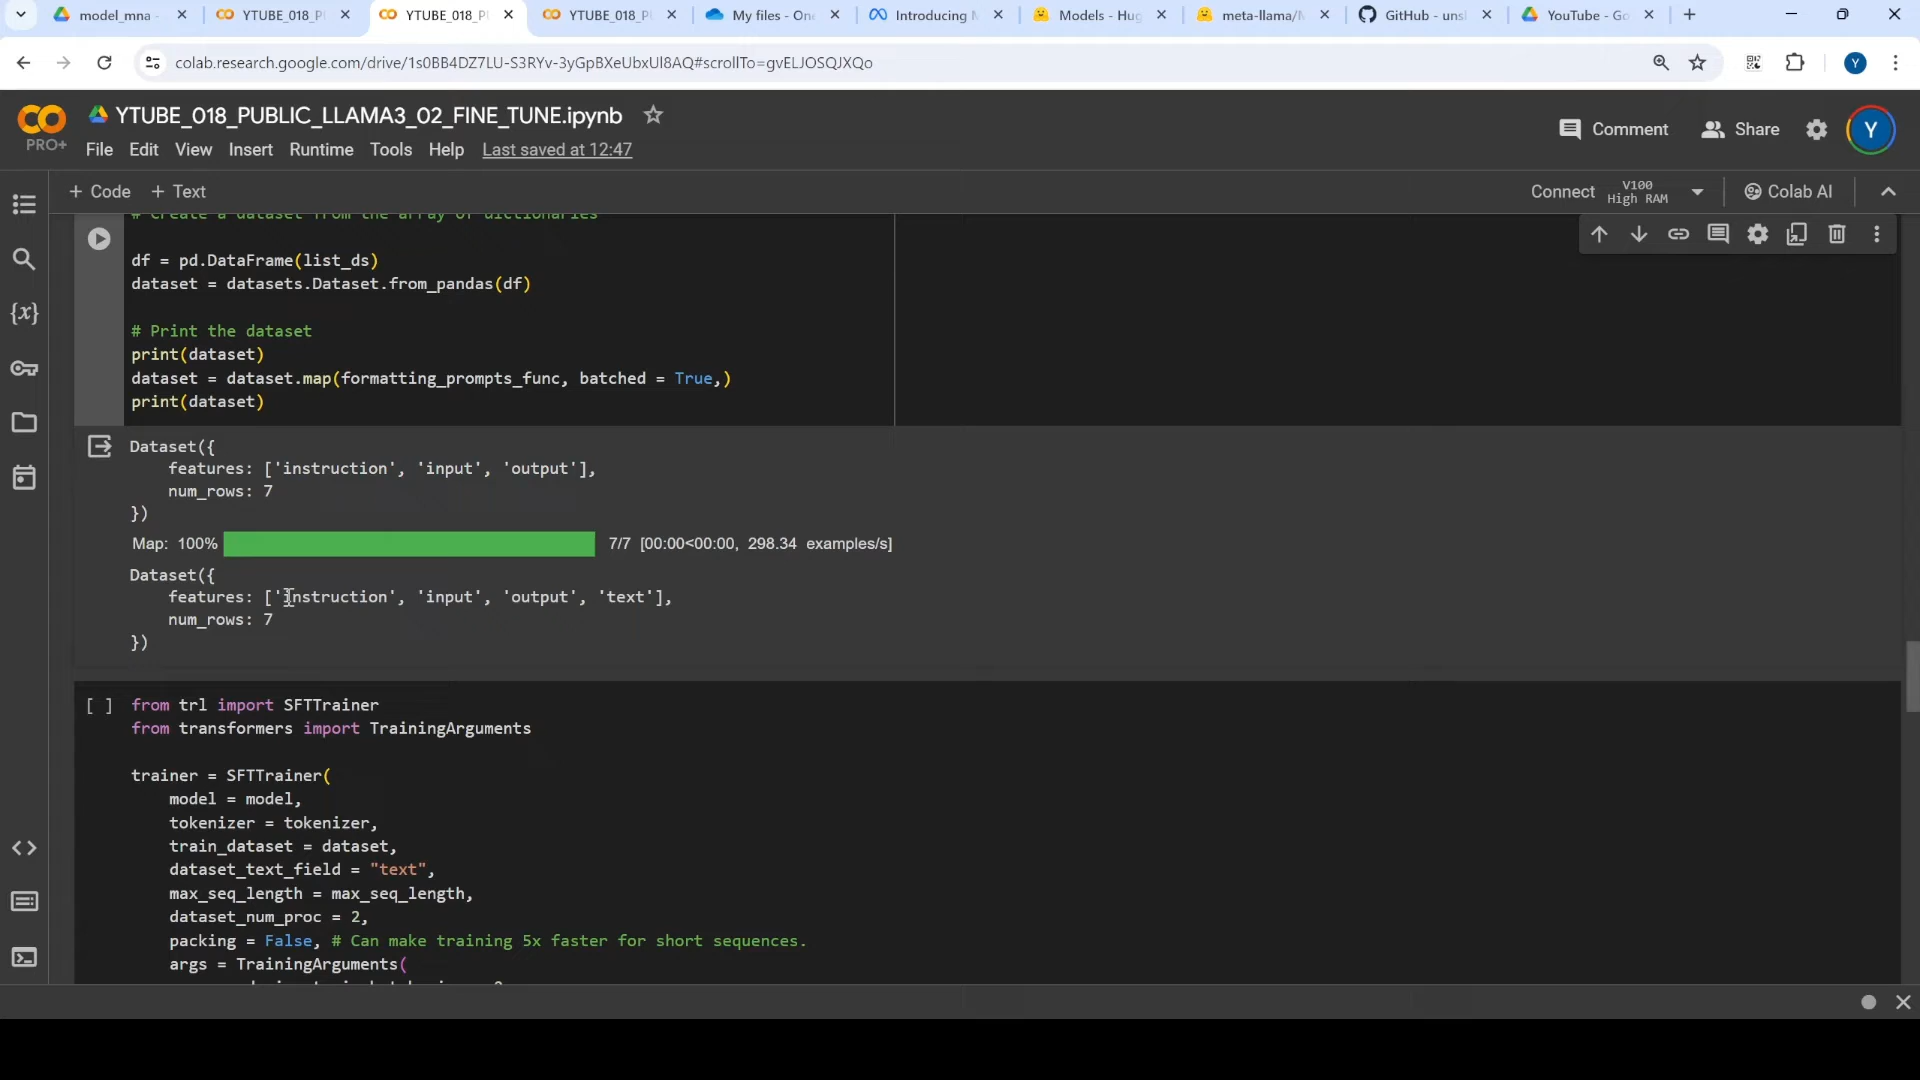 model_mna
YTUBE_018_P
YTUBE_018_P
YTUBE_018_P
My files - On
Introducing
Models - Hug
meta-llama/
GitHub - uns
YouTube - Go
colab.research.google.com/drive/1s0BB4DZ7LU-S3RYv-3yGpBXeUbxUl8AQ#scrollTo=gvELJOSQJXQo
Y
CO
PRO+
YTUBE_018_PUBLIC_LLAMA3_02_FINE_TUNE.ipynb
File Edit View Insert Runtime Tools Help Last saved at 12:47
Comment
Share
Y
+ Code + Text
Connect
V100
High RAM
Colab AI
# Create a dataset from the array of dictionaries
df = pd.DataFrame(list_ds)
dataset = datasets.Dataset.from_pandas(df)
# Print the dataset
print(dataset)
dataset = dataset.map(formatting_prompts_func, batched = True,)
print(dataset)
{x}
Dataset({
features: ['instruction', 'input', 'output'],
num_rows: 7
})
Map: 100% 7/7 [00:00<00:00, 298.34 examples/s]
Dataset({
features: ['instruction', 'input', 'output', 'text'],
num_rows: 7
})
[ ] from trl import SFTTrainer
from transformers import TrainingArguments
trainer = SFTTrainer(
model = model,
tokenizer = tokenizer,
train_dataset = dataset,
dataset_text_field = "text",
max_seq_length = max_seq_length,
dataset_num_proc = 2,
packing = False, # Can make training 5x faster for short sequences.
args = TrainingArguments(